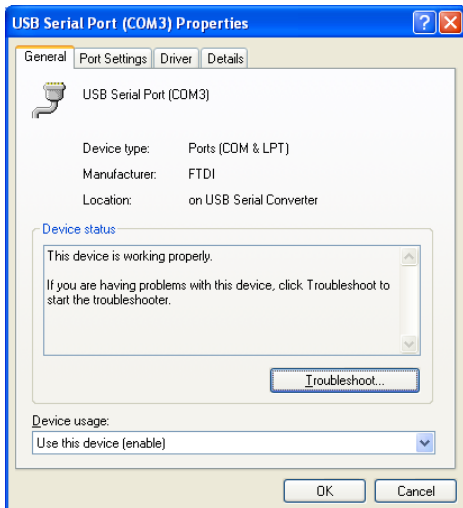 USB Serial Port (COM3) Properties
General Port Settings Driver Details
USB Serial Port (COM3)
Device type: Ports (COM & LPT)
Manufacturer: FTDI
Location: on USB Serial Converter
Device status
This device is working properly.
If you are having problems with this device, click Troubleshoot to
start the troubleshooter.
Troubleshoot...
Device usage:
Use this device (enable)
OK Cancel